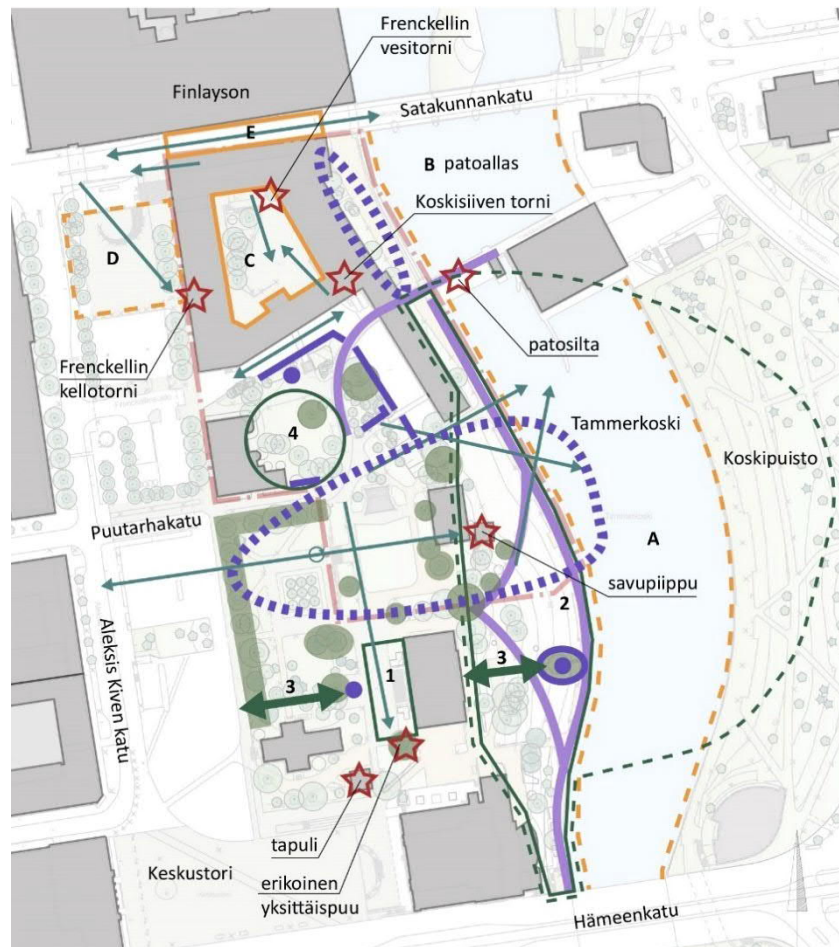 Frenckellin
vesitorni
Finlayson
Satakunnankatu
E
B patoallas
Koskisiiven torni
D
C
patosilta
Frenckellin
kellotorni
4
Tammerkoski
Koskipuisto
Puutarhakatu
A
savupiippu
2
Aleksis Kiven katu
3
1
3
tapuli
Keskustori
erikoinen
yksittäispuu
Hämeenkatu